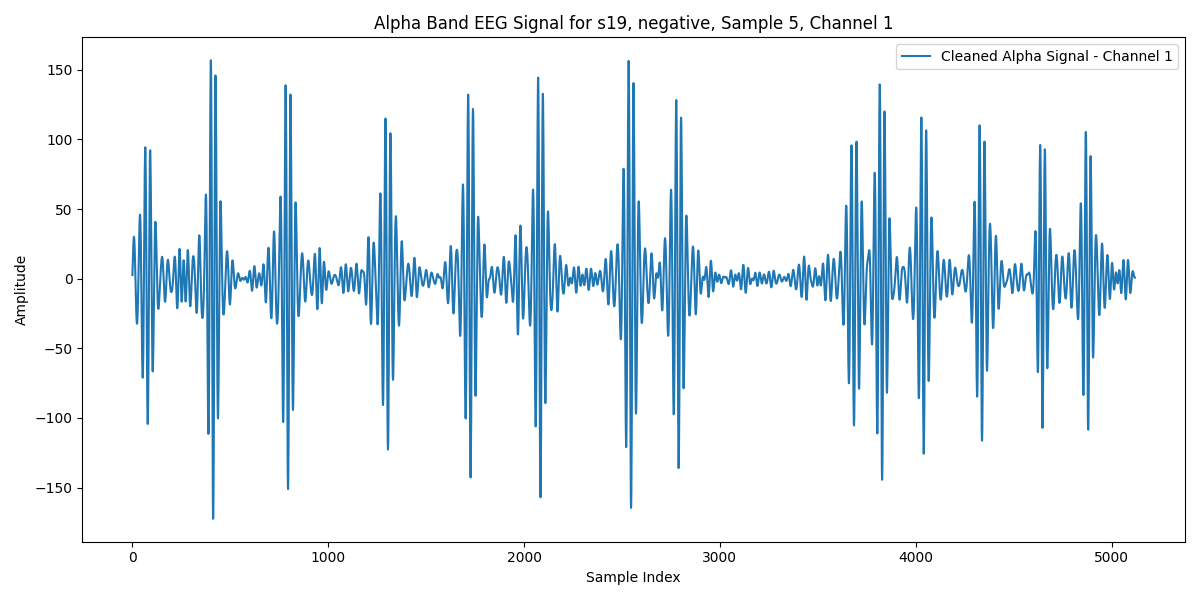 Alpha Band EEG Signal for s19, negative, Sample 5, Channel 1
Cleaned Alpha Signal - Channel 1
150
100
50
0
−50
−100
−150
Amplitude
0 1000 2000 3000 4000 5000
Sample Index